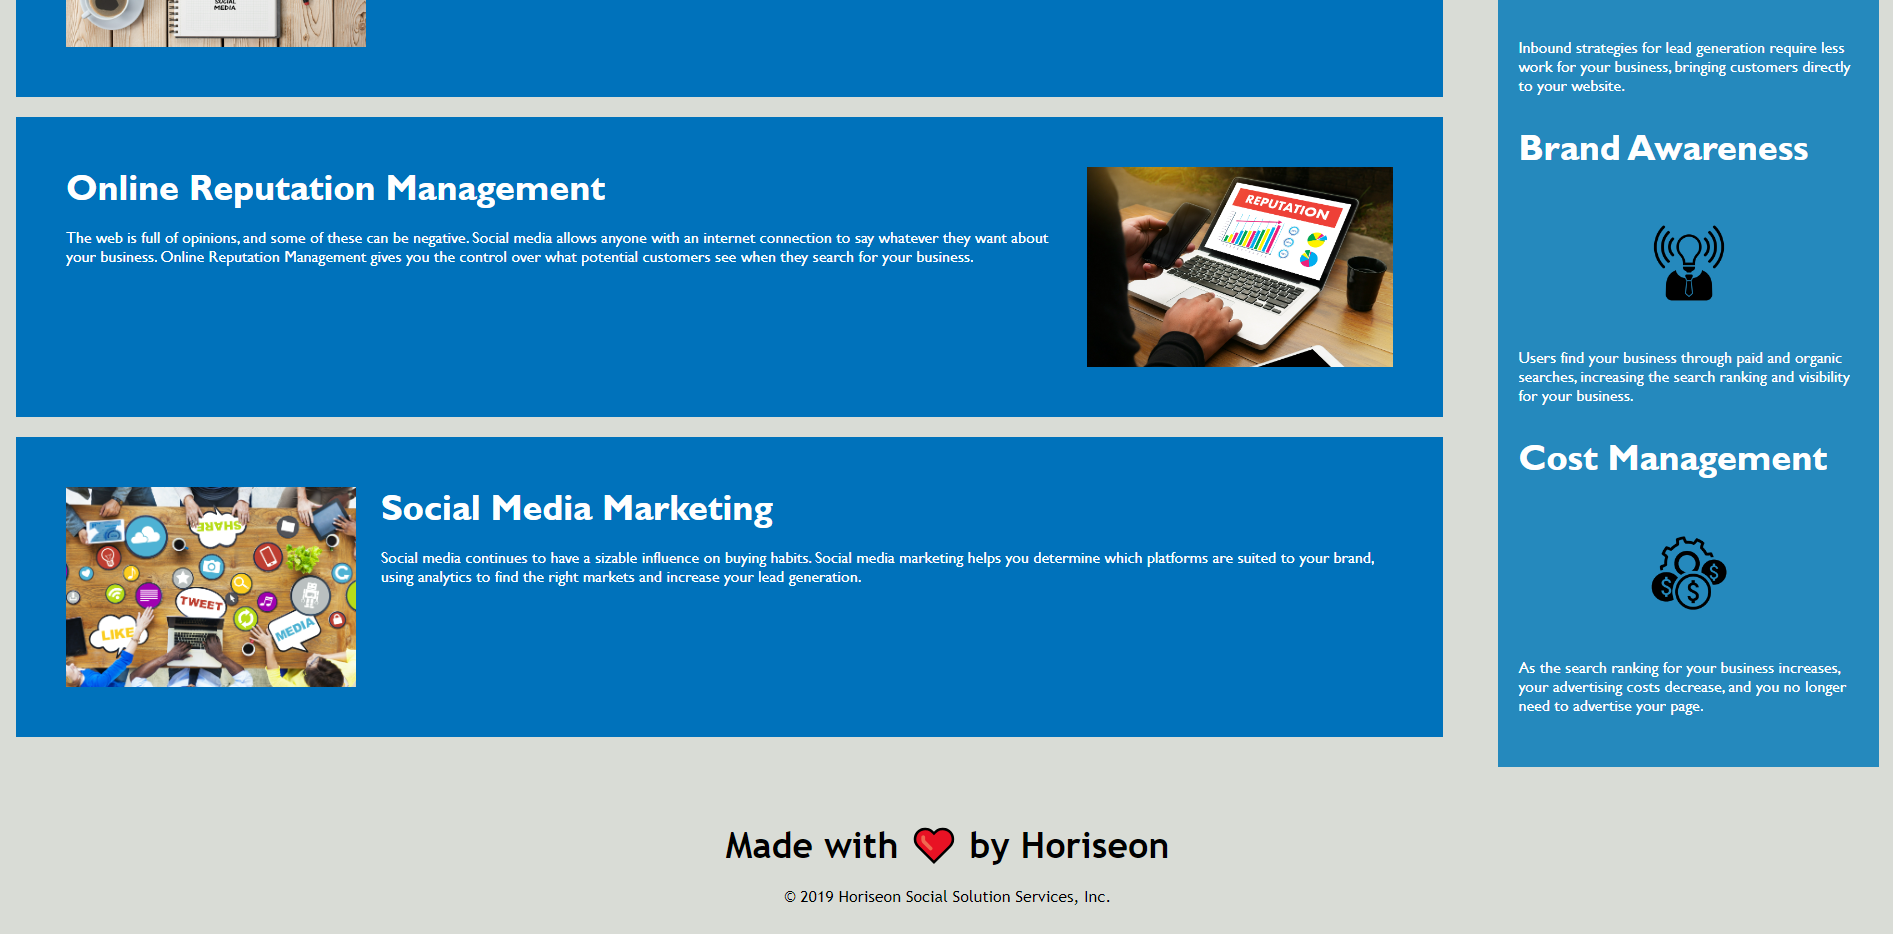 SOCIAL
MEDIA
Online Reputation Management
The web is full of opinions, and some of these can be negative. Social media allows anyone with an internet connection to say whatever they want about
your business. Online Reputation Management gives you the control over what potential customers see when they search for your business.
REPUTATION
SHARE
TWEET
LIKE
MEDIA
Social Media Marketing
Social media continues to have a sizable influence on buying habits. Social media marketing helps you determine which platforms are suited to your brand,
using analytics to find the right markets and increase your lead generation.
Inbound strategies for lead generation require less
work for your business, bringing customers directly
to your website.
Brand Awareness
Users find your business through paid and organic
searches, increasing the search ranking and visibility
for your business.
Cost Management
$
$
$
As the search ranking for your business increases,
your advertising costs decrease, and you no longer
need to advertise your page.
Made with ❤️ by Horiseon
© 2019 Horiseon Social Solution Services, Inc.